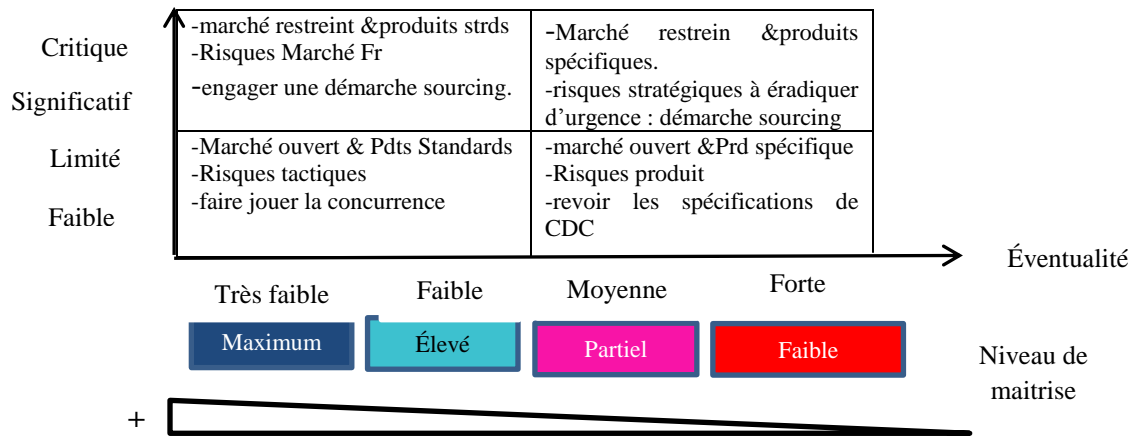 Critique
Significatif
Limité
Faible
-marché restreint &produits strds
-Risques Marché Fr
-engager une démarche sourcing.
-Marché restrein &produits
spécifiques.
-risques stratégiques à éradiquer
d'urgence : démarche sourcing
-Marché ouvert & Pdts Standards
-Risques tactiques
-faire jouer la concurrence
-marché ouvert &Prd spécifique
-Risques produit
-revoir les spécifications de
CDC
Éventualité
Très faible
Faible
Moyenne
Forte
Maximum
Élevé
Partiel
Faible
Niveau de
maitrise
+